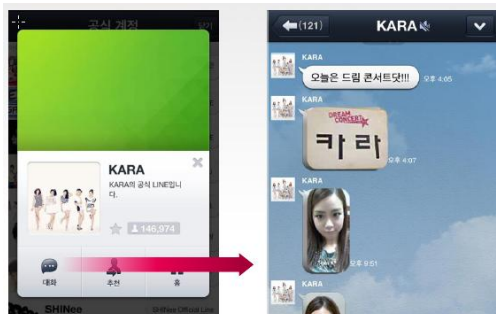 공식 계정
닫기
KARA
KARA의 공식 LINE입니
다.
146,974
대화
추천
홈
SHINee
SHINee Official Line
(121)
KARA
KARA
오늘은 드림 콘서트닷!!!
오후 4:05
KARA
DREAM
CONCERT
카라
오후 4:07
KARA
오후 9:51
KARA